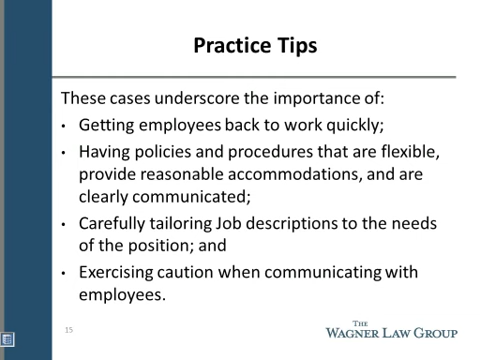 Practice Tips
These cases underscore the importance of:
• Getting employees back to work quickly;
• Having policies and procedures that are flexible,
provide reasonable accommodations, and are
clearly communicated;
• Carefully tailoring Job descriptions to the needs
of the position; and
• Exercising caution when communicating with
employees.
15
THE
WAGNER LAW GROUP